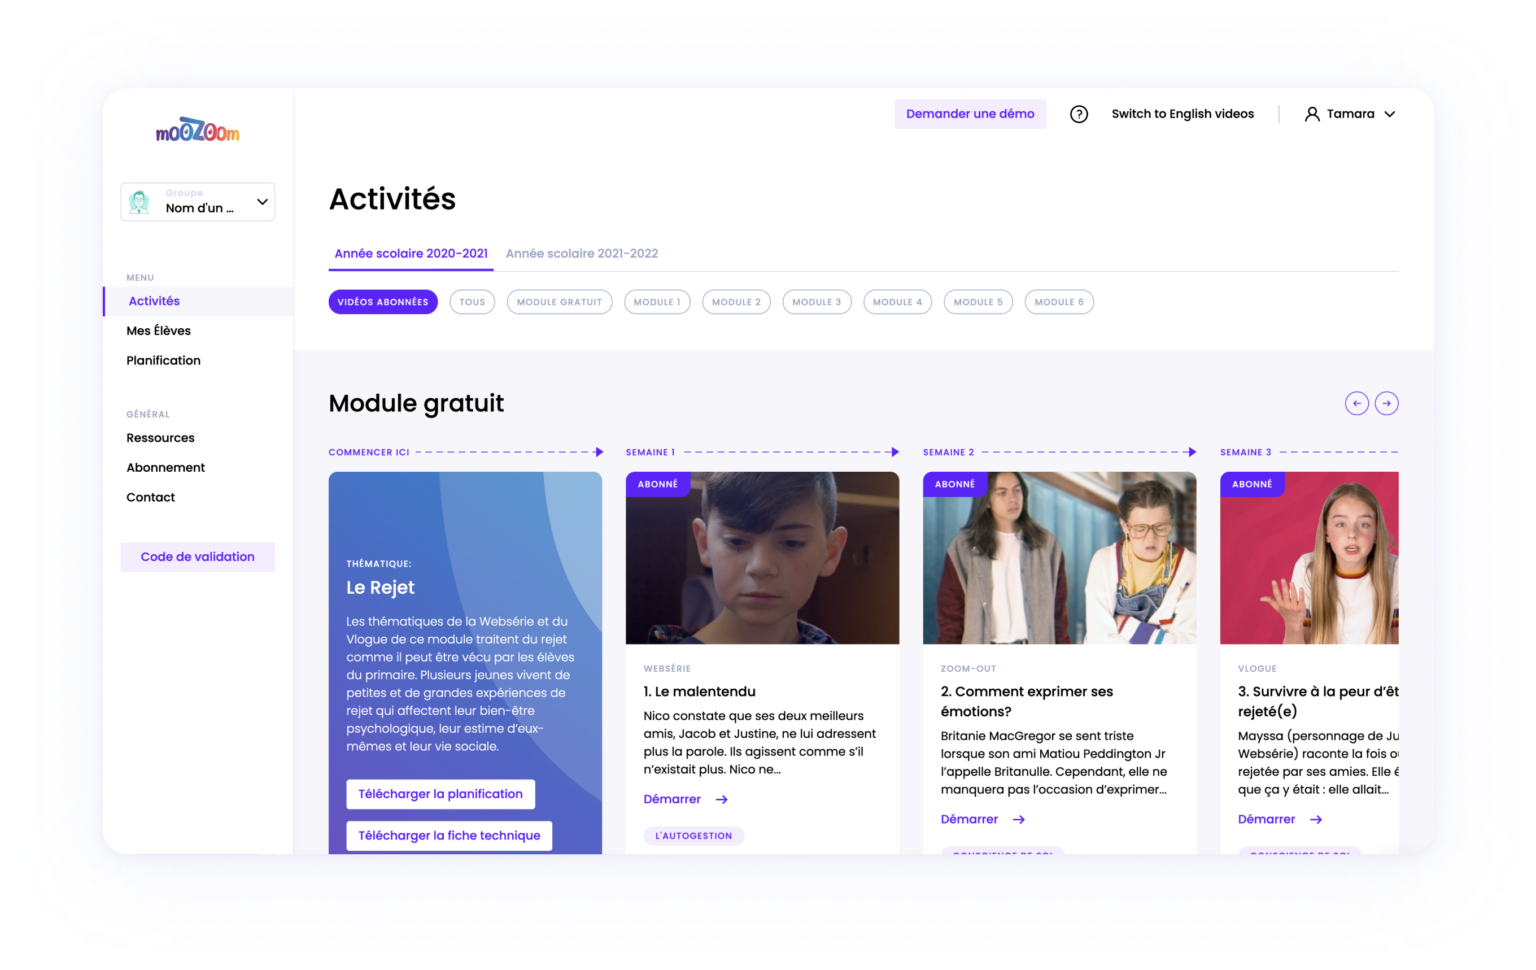 mooZoom
Groupe
Nom d'un ...
MENU
Activités
Mes Élèves
Planification
GÉNÉRAL
Ressources
Abonnement
Contact
Code de validation
Demander une démo
?
Switch to English videos
Tamara
Activités
Année scolaire 2020-2021
Année scolaire 2021-2022
VIDÉOS ABONNÉES
TOUS
MODULE GRATUIT
MODULE 1
MODULE 2
MODULE 3
MODULE 4
MODULE 5
MODULE 6
Module gratuit
COMMENCER ICI
THÉMATIQUE:
Le Rejet
Les thématiques de la Websérie et du
Vlogue de ce module traitent du rejet
comme il peut être vécu par les élèves
du primaire. Plusieurs jeunes vivent de
petites et de grandes expériences de
rejet qui affectent leur bien-être
psychologique, leur estime d'eux-
mêmes et leur vie sociale.
Télécharger la planification
Télécharger la fiche technique
SEMAINE 1
ABONNÉ
WEBSÉRIE
1. Le malentendu
Nico constate que ses deux meilleurs
amis, Jacob et Justine, ne lui adressent
plus la parole. Ils agissent comme s'il
n'existait plus. Nico ne...
Démarrer
L'AUTOGESTION
SEMAINE 2
ABONNÉ
ZOOM-OUT
2. Comment exprimer ses
émotions?
Britanie MacGregor se sent triste
lorsque son ami Matiou Peddington Jr
l'appelle Britanulle. Cependant, elle ne
manquera pas l'occasion d'exprimer...
Démarrer
CONSCIENCE DE SOI
SEMAINE 3
ABONNÉ
VLOGUE
3. Survivre à la peur d'êt
rejeté(e)
Mayssa (personnage de Ju
Websérie) raconte la fois o
rejetée par ses amies. Elle é
que ça y était : elle allait...
Démarrer
CONSCIENCE DE SOI